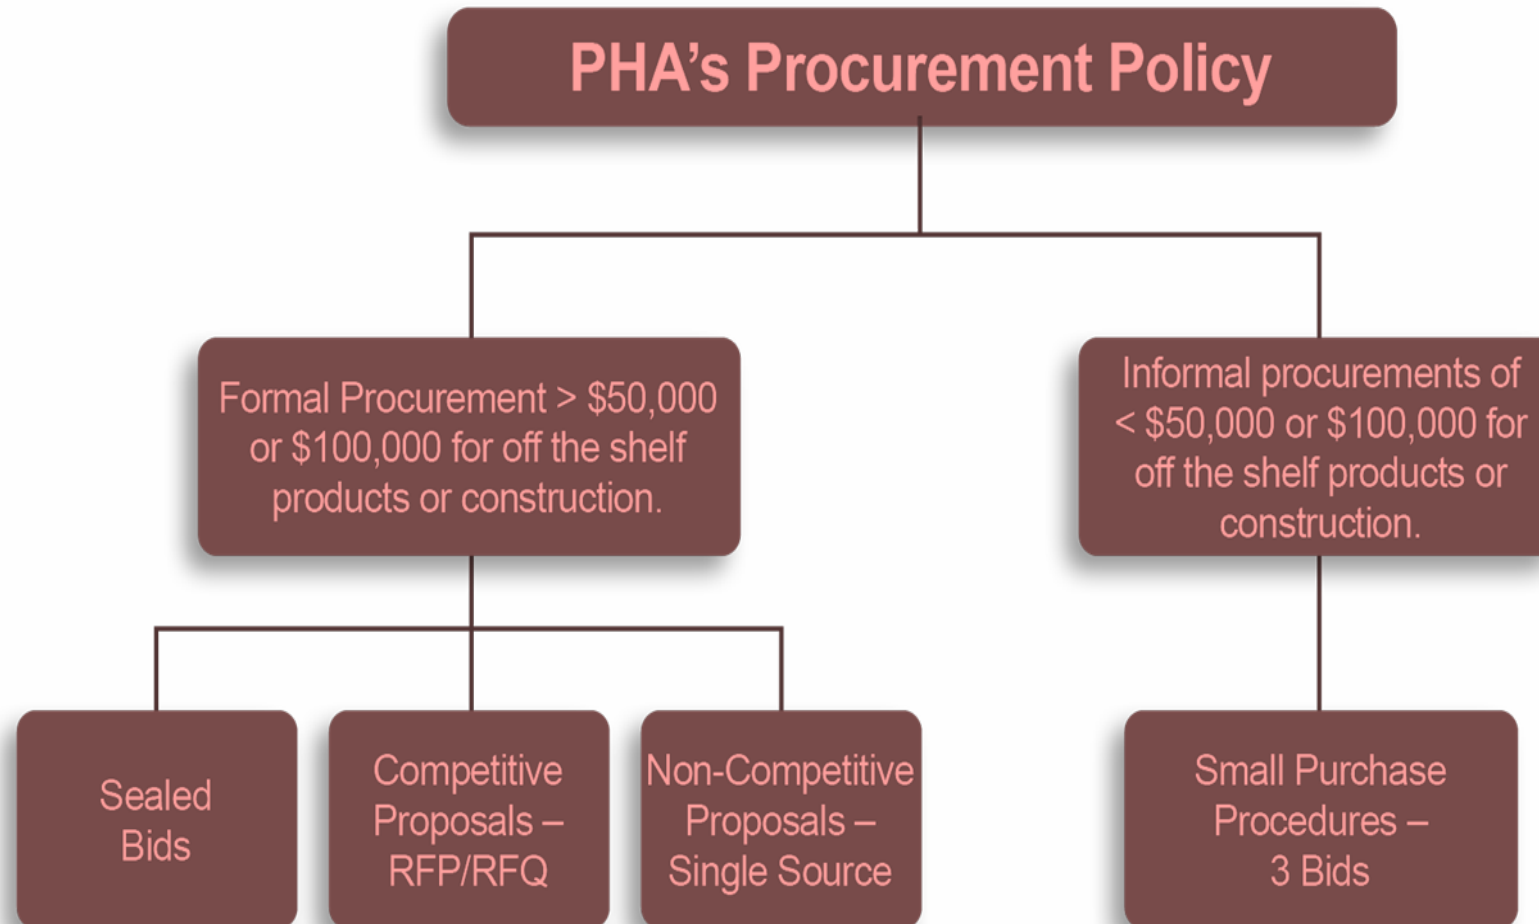 PHA’s Procurement Policy
Formal Procurement > $50,000
or $100,000 for off the shelf
products or construction.
Informal procurements of
< $50,000 or $100,000 for
off the shelf products or
construction.
Sealed
Bids
Competitive
Proposals –
RFP/RFQ
Non-Competitive
Proposals –
Single Source
Small Purchase
Procedures –
3 Bids